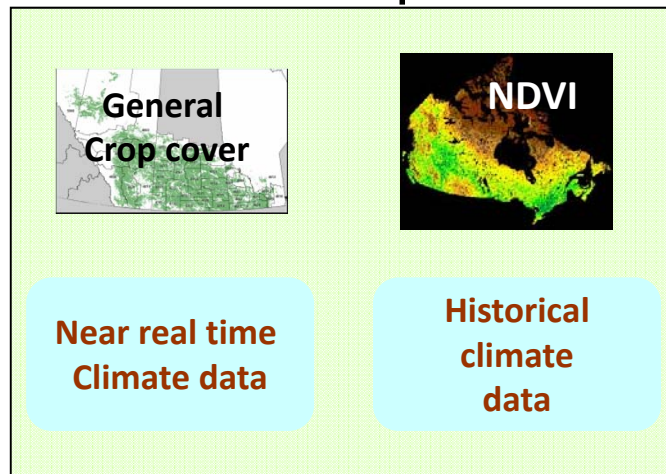 General
Crop cover
NDVI
Near real time
Climate data
Historical
climate
data